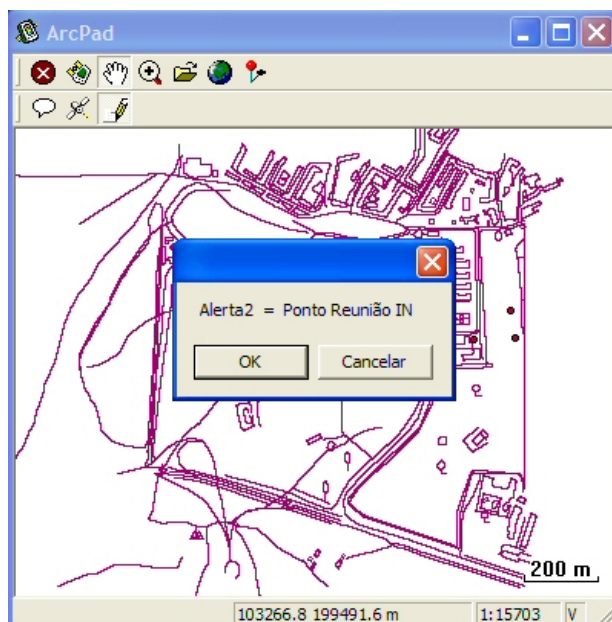 ArcPad
Alerta2 = Ponto Reunião IN
OK
Cancelar
200 m
103266.8 199491.6 m
1:15703
V